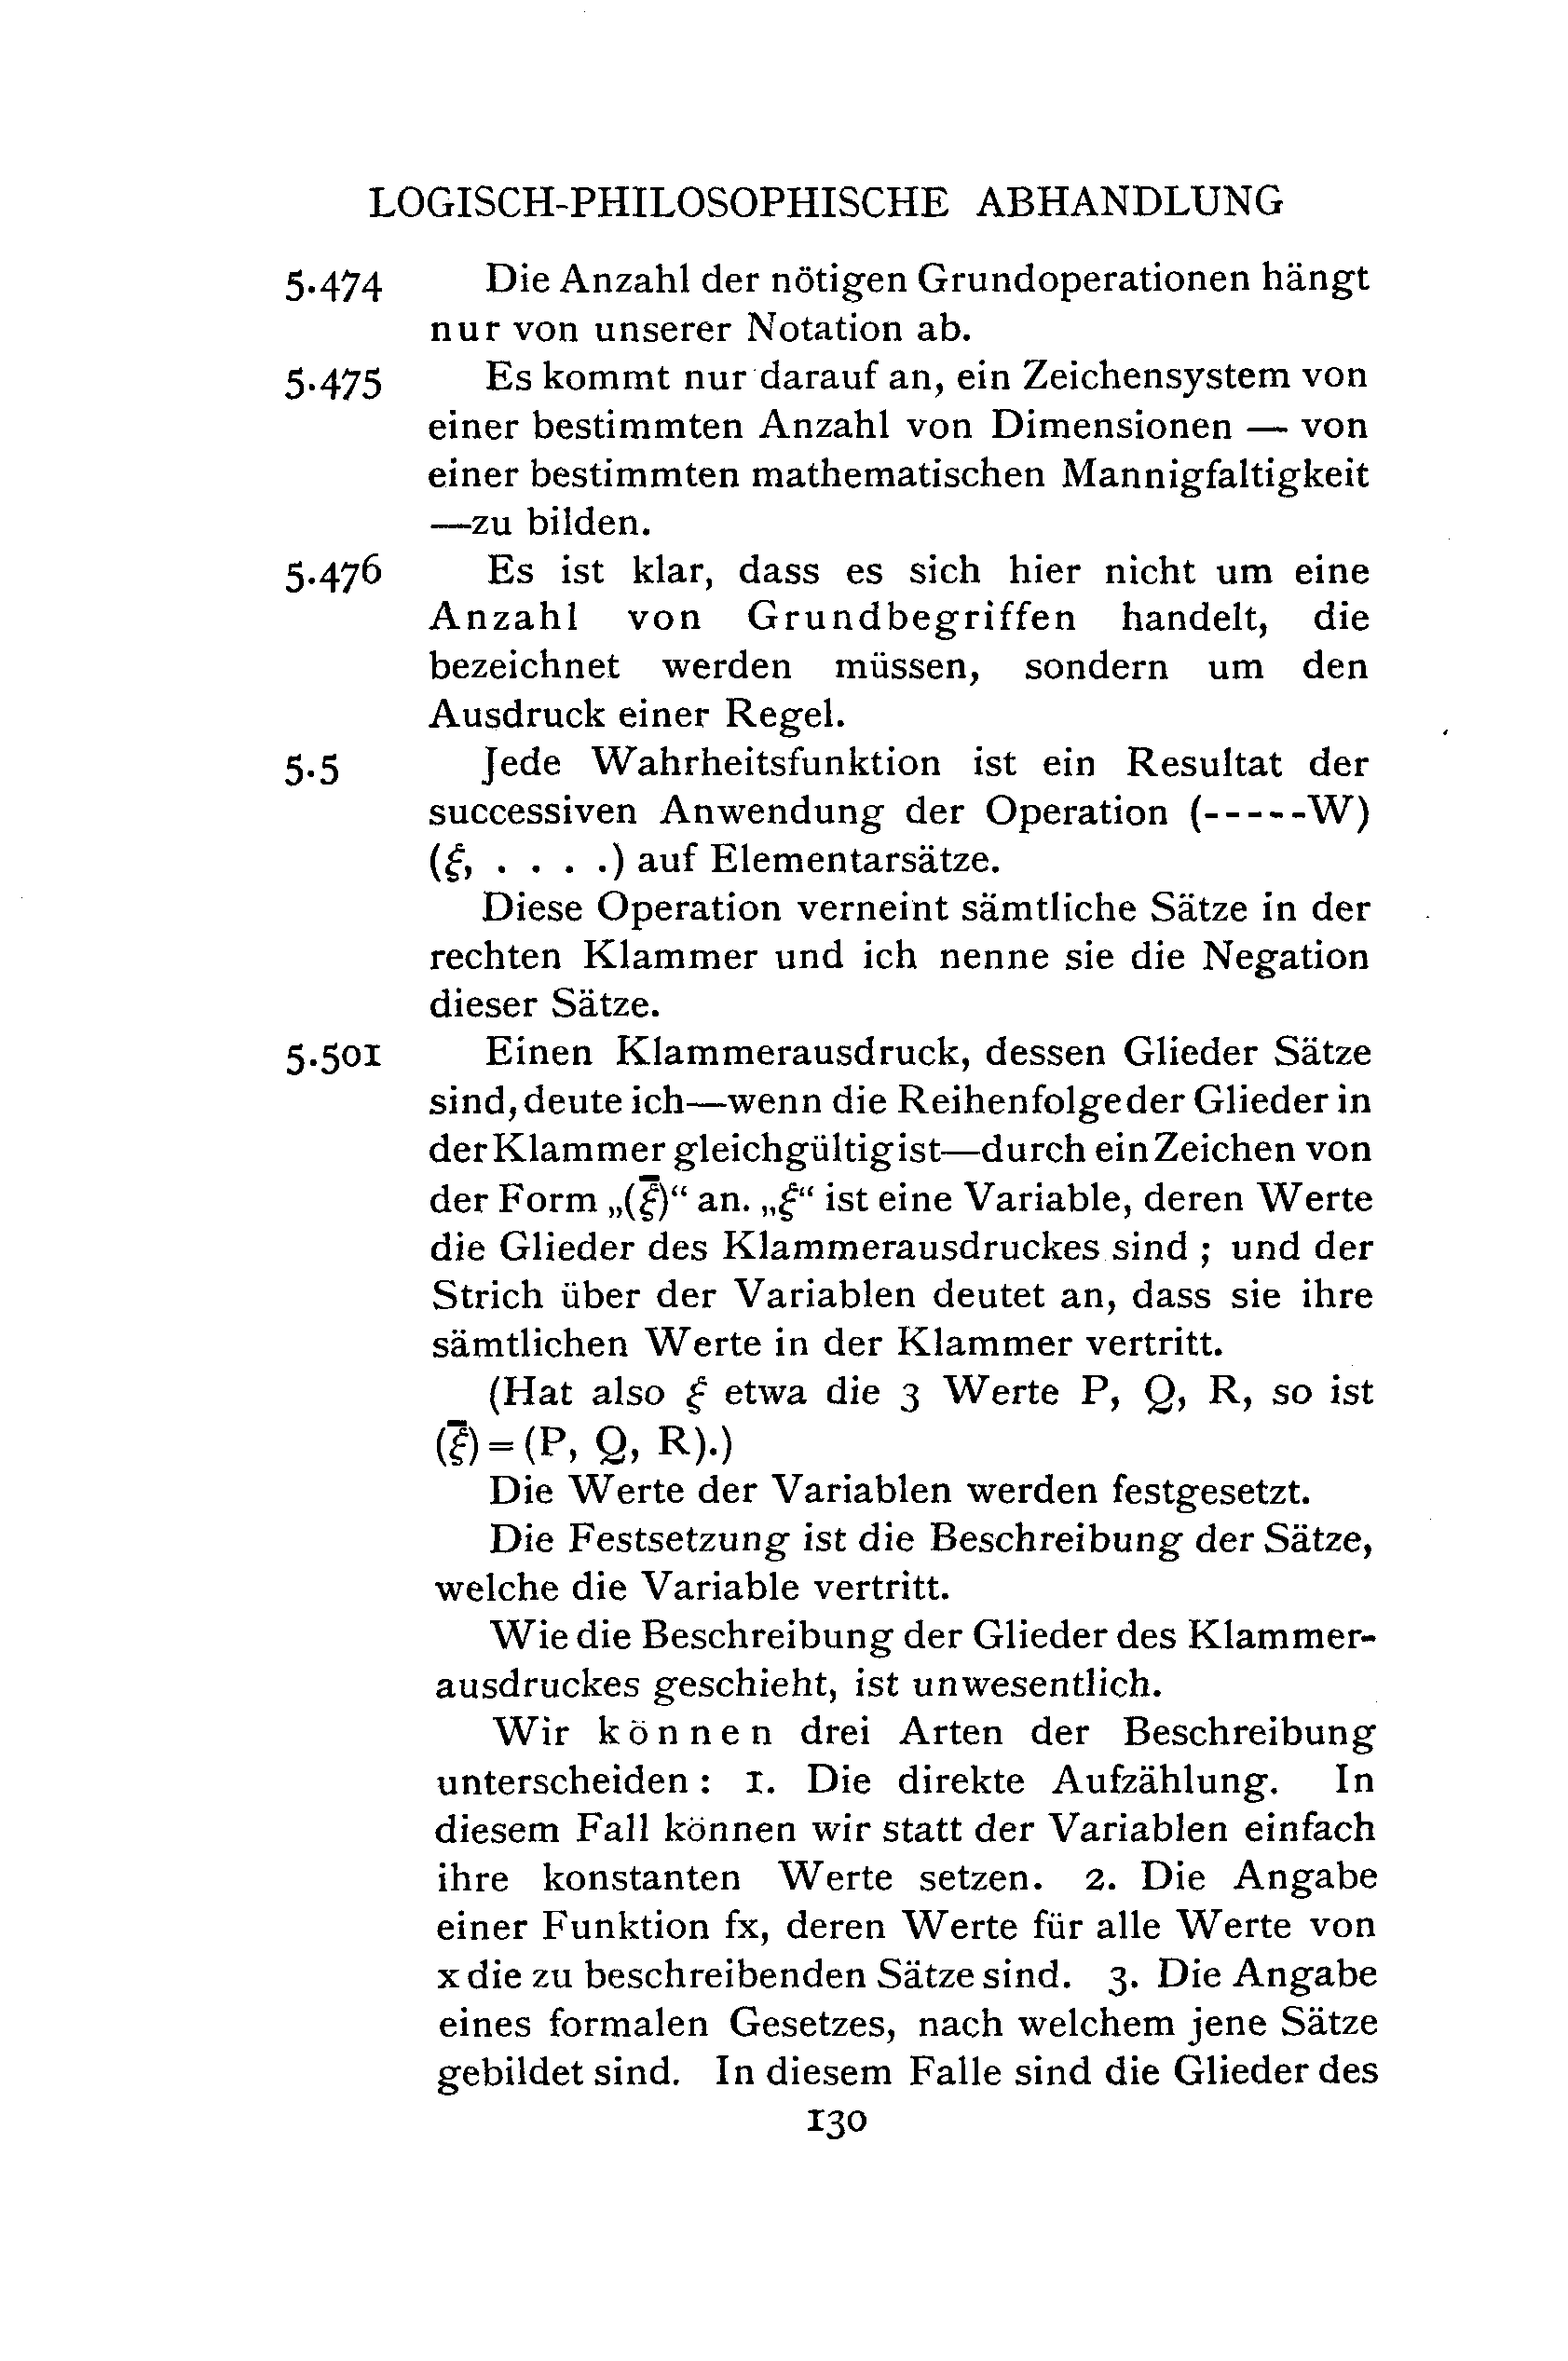 LOGISCH-PHILOSOPHISCHE ABHANDLUNG
5·474 Die Anzahl der nötigen Grundoperationen hängt
nur von unserer Notation ab.
5·475 Es kommt nur darauf an, ein Zeichensystem von
einer bestimmten Anzahl von Dimensionen — von
einer bestimmten mathematischen Mannigfaltigkeit
—zu bilden.
5·476 Es ist klar, dass es sich hier nicht um eine
Anzahl von Grundbegriffen handelt, die
bezeichnet werden müssen, sondern um den
Ausdruck einer Regel.
5·5 Jede Wahrheitsfunktion ist ein Resultat der
successiven Anwendung der Operation (-----W)
(ξ, . . . .) auf Elementarsätze.
Diese Operation verneint sämtliche Sätze in der
rechten Klammer und ich nenne sie die Negation
dieser Sätze.
5·501 Einen Klammerausdruck, dessen Glieder Sätze
sind, deute ich—wenn die Reihenfolge der Glieder in
der Klammer gleichgültig ist—durch ein Zeichen von
der Form „(ξ̅)“ an. „ξ“ ist eine Variable, deren Werte
die Glieder des Klammerausdruckes sind ; und der
Strich über der Variablen deutet an, dass sie ihre
sämtlichen Werte in der Klammer vertritt.
(Hat also ξ etwa die 3 Werte P, Q, R, so ist
(ξ̅) = (P, Q, R).)
Die Werte der Variablen werden festgesetzt.
Die Festsetzung ist die Beschreibung der Sätze,
welche die Variable vertritt.
Wie die Beschreibung der Glieder des Klammer-
ausdruckes geschieht, ist unwesentlich.
Wir können drei Arten der Beschreibung
unterscheiden : 1. Die direkte Aufzählung. In
diesem Fall können wir statt der Variablen einfach
ihre konstanten Werte setzen. 2. Die Angabe
einer Funktion fx, deren Werte für alle Werte von
x die zu beschreibenden Sätze sind. 3. Die Angabe
eines formalen Gesetzes, nach welchem jene Sätze
gebildet sind. In diesem Falle sind die Glieder des
130